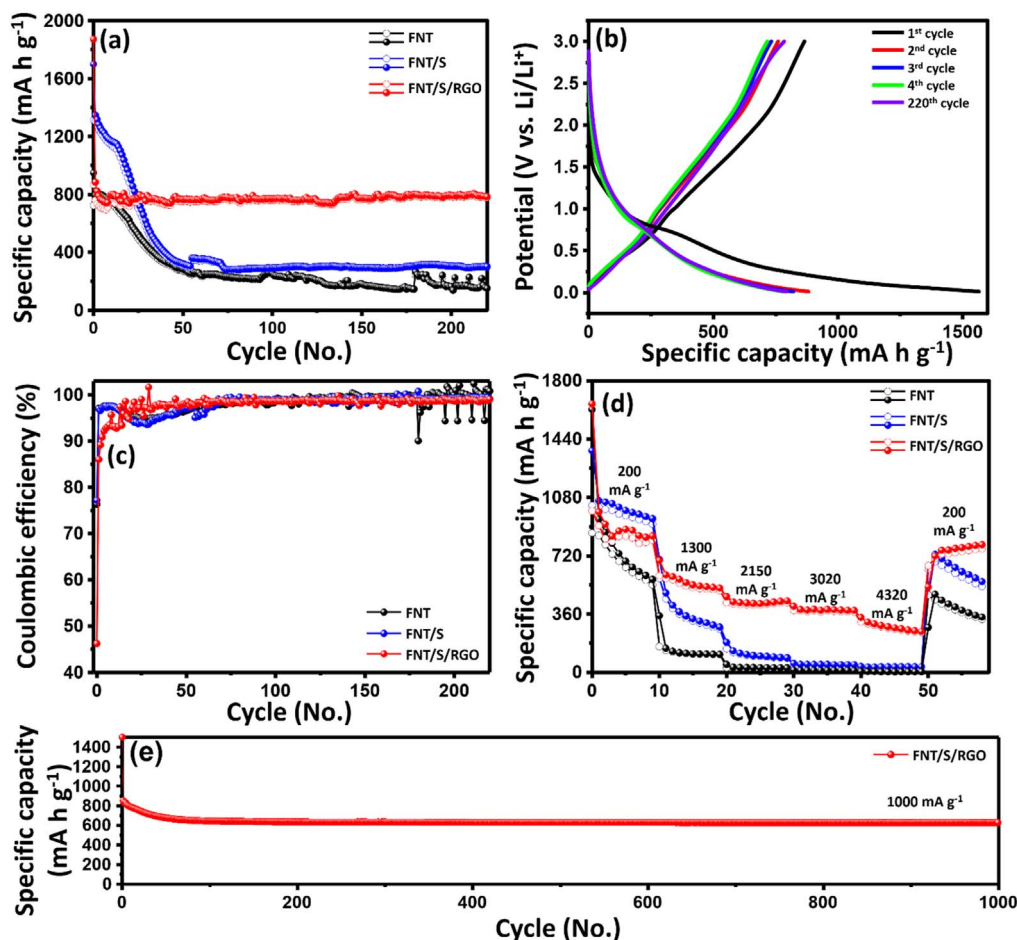 (a)
FNT
FNT/S
FNT/S/RGO
2000
1600
1200
800
400
0
0 50 100 150 200
Specific capacity (mA h g⁻¹)
Cycle (No.)
(b)
1st cycle
2nd cycle
3rd cycle
4th cycle
220th cycle
3.0
2.5
2.0
1.5
1.0
0.5
0.0
0 500 1000 1500
Potential (V vs. Li/Li⁺)
Specific capacity (mA h g⁻¹)
(c)
100
90
80
70
60
50
40
FNT
FNT/S
FNT/S/RGO
0 50 100 150 200
Coulombic efficiency (%)
Cycle (No.)
(d)
FNT
FNT/S
FNT/S/RGO
1800
1440
1080
720
360
0
200
mA g⁻¹
1300
mA g⁻¹
2150
mA g⁻¹
3020
mA g⁻¹
4320
mA g⁻¹
200
mA g⁻¹
0 10 20 30 40 50
Specific capacity (mA h g⁻¹)
Cycle (No.)
(e)
FNT/S/RGO
1000 mA g⁻¹
1400
1200
1000
800
600
400
200
0
0 200 400 600 800 1000
Specific capacity
(mA h g⁻¹)
Cycle (No.)